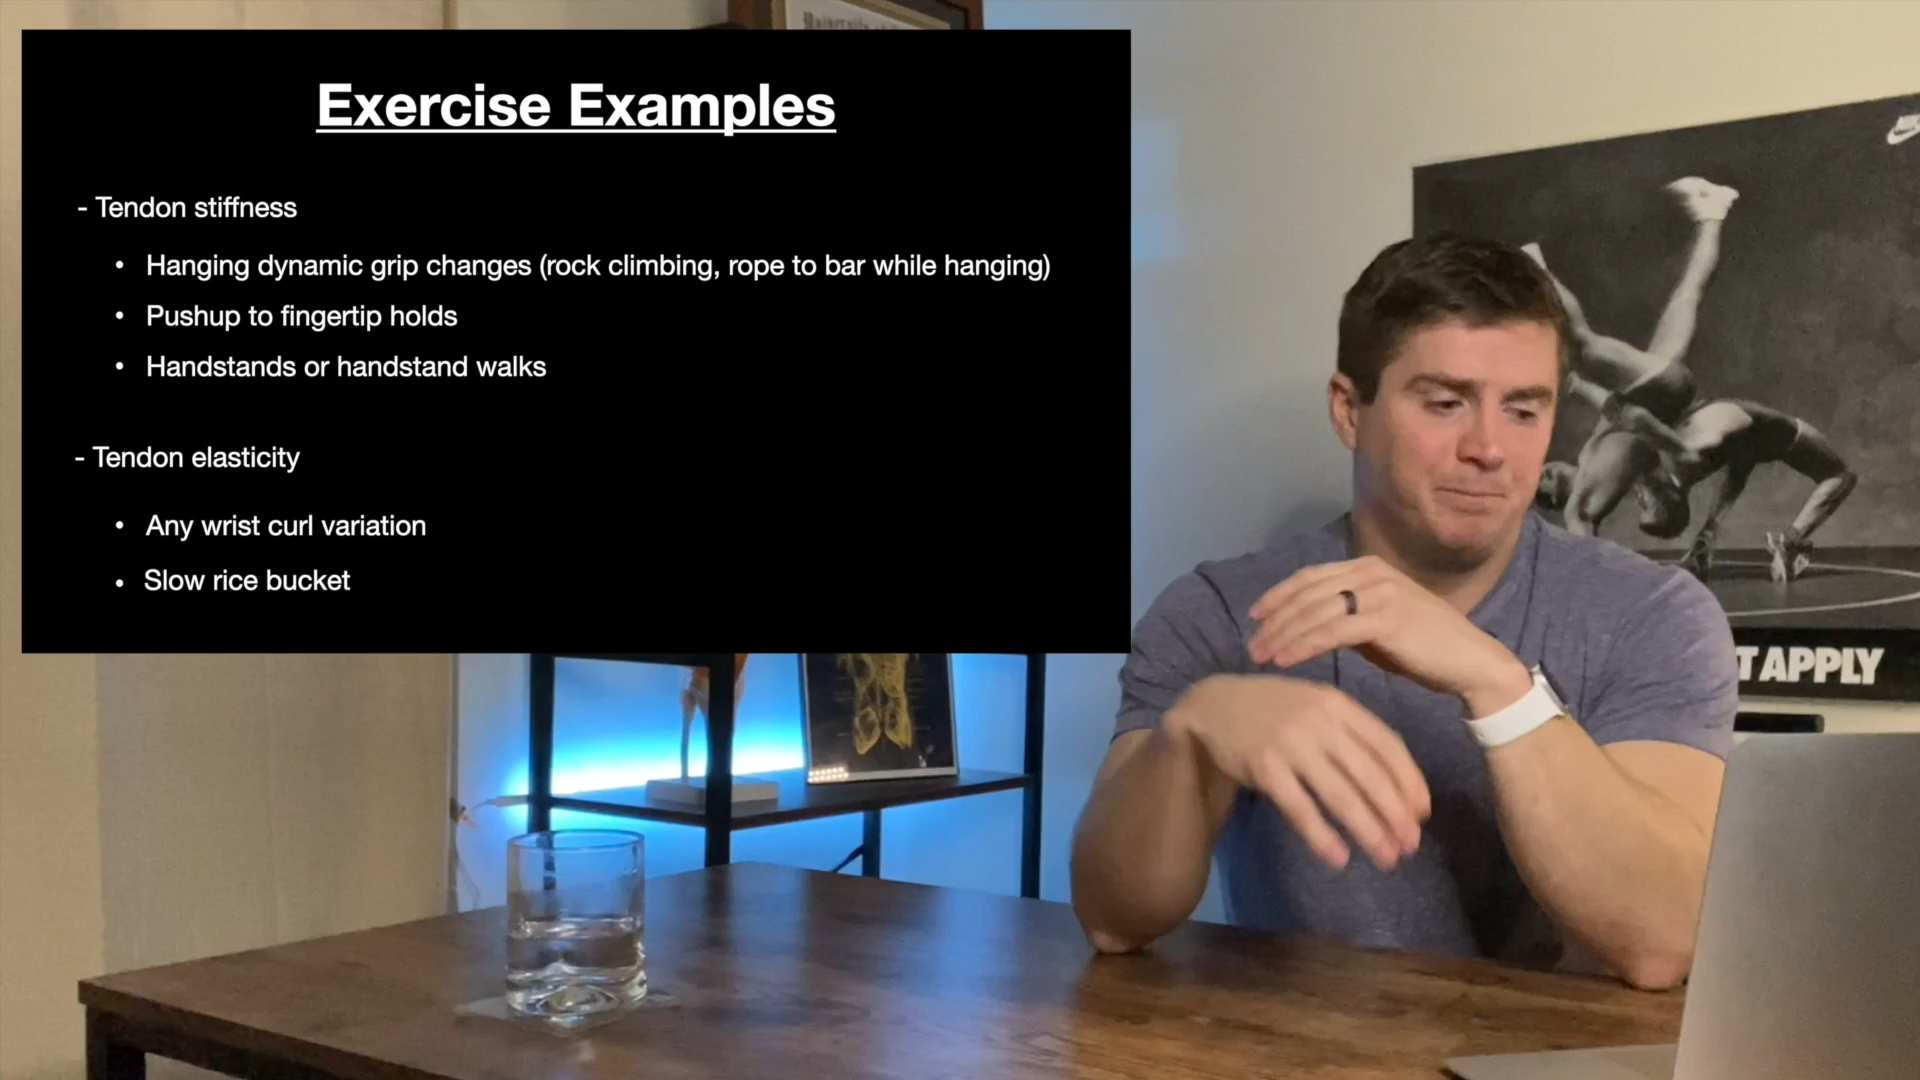 Exercise Examples
- Tendon stiffness
• Hanging dynamic grip changes (rock climbing, rope to bar while hanging)
• Pushup to fingertip holds
• Handstands or handstand walks
- Tendon elasticity
• Any wrist curl variation
• Slow rice bucket
T APPLY